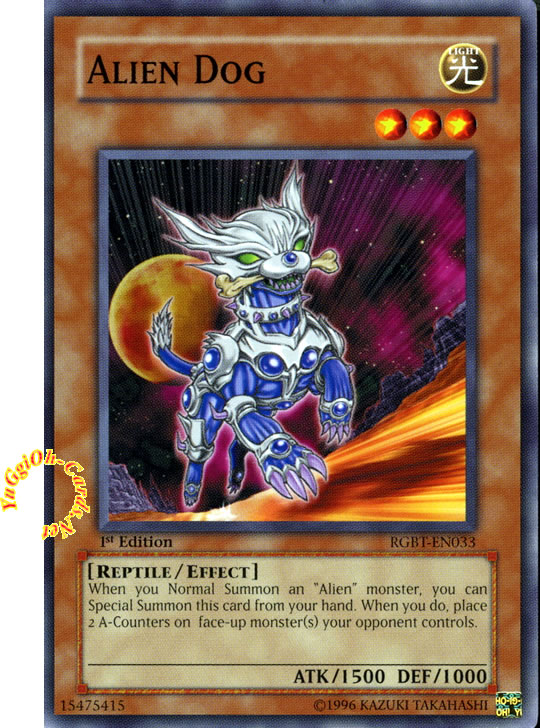 ALIEN DOG
LIGHT
光
1st Edition
RGBT-EN033
[REPTILE/EFFECT]
When you Normal Summon an "Alien" monster, you can
Special Summon this card from your hand. When you do, place
2 A-Counters on face-up monster(s) your opponent controls.
ATK/1500 DEF/1000
15475415
©1996 KAZUKI TAKAHASHI
YuGgiOh-Cards.Net